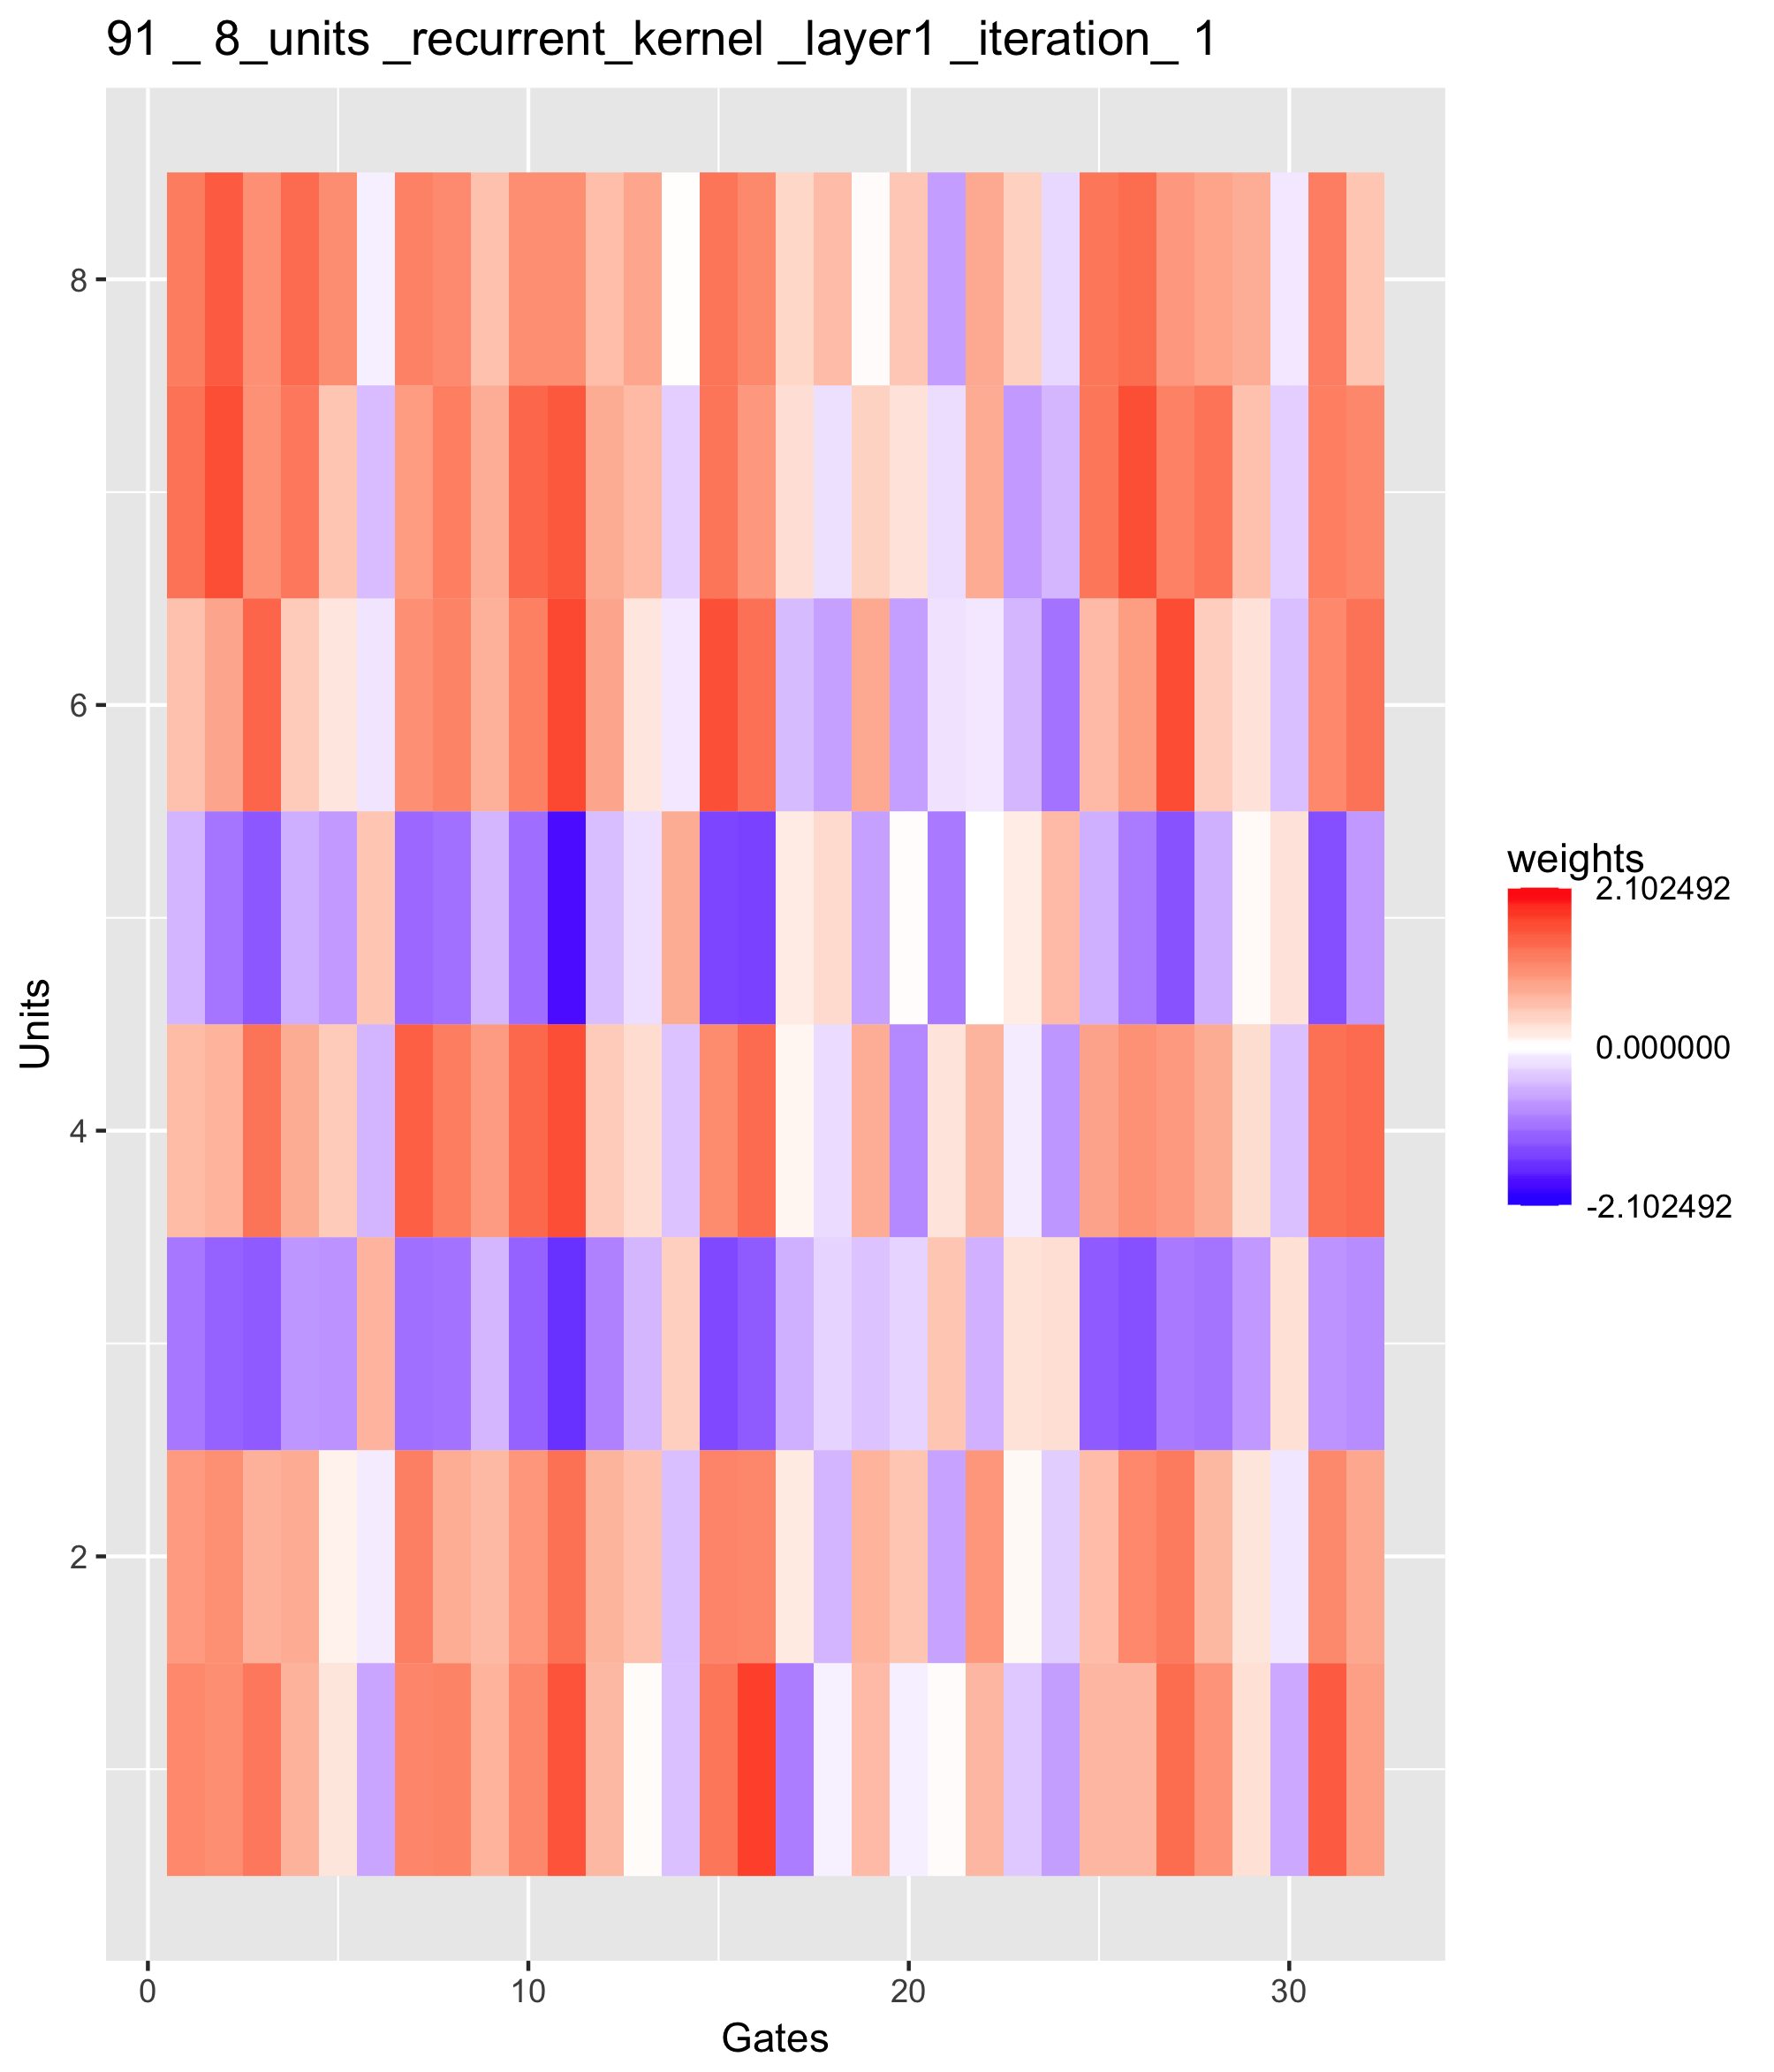 91 _ 8_units _recurrent_kernel _layer1 _iteration_ 1
8
6
4
2
Units
0 10 20 30
Gates
weights
2.102492
0.000000
-2.102492